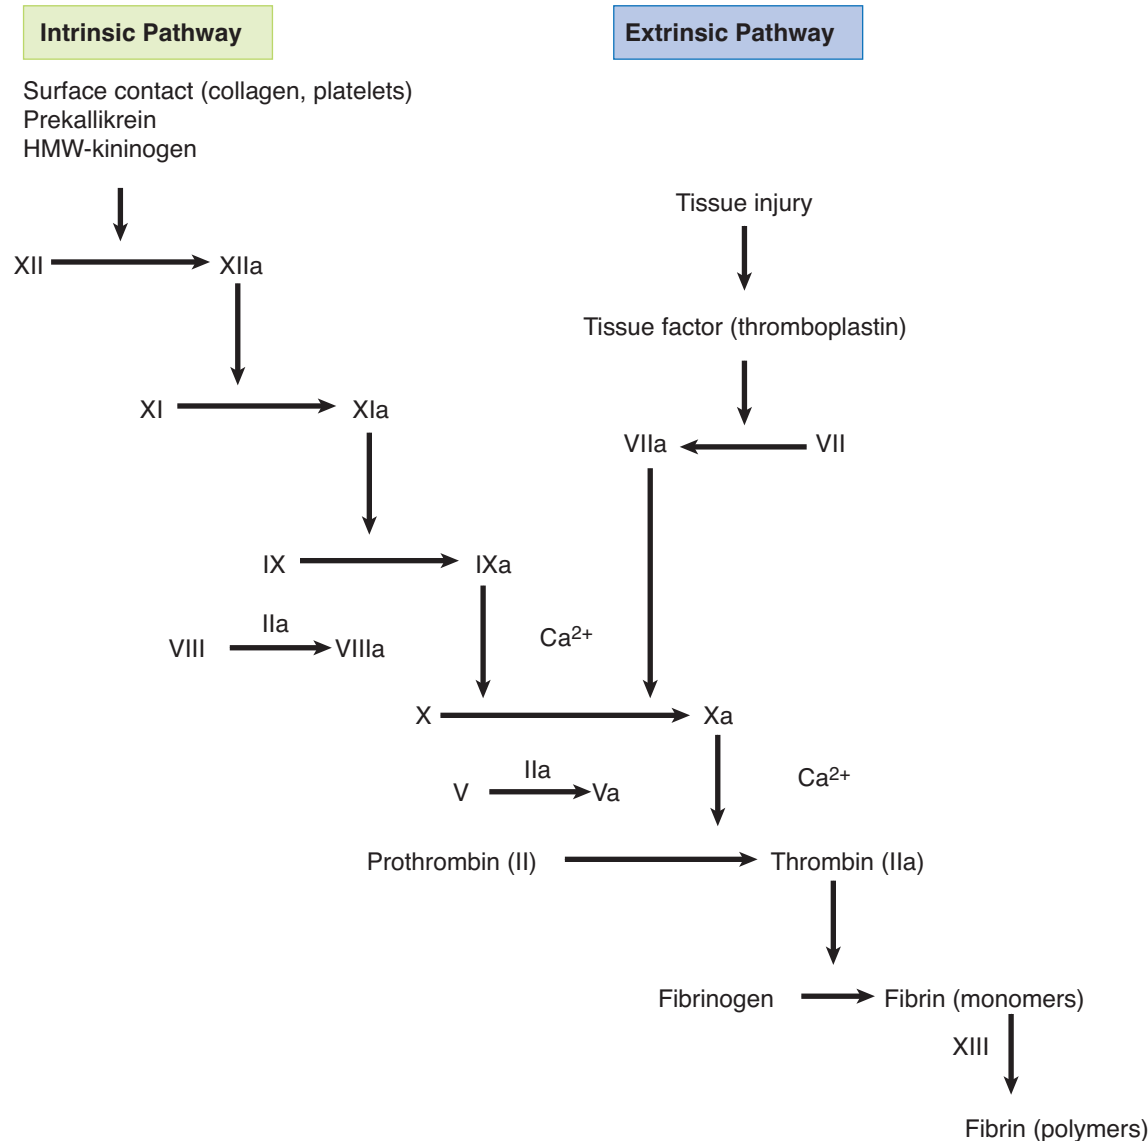 Intrinsic Pathway
Extrinsic Pathway
Surface contact (collagen, platelets)
Prekallikrein
HMW-kininogen
Tissue injury
XII
XIIa
Tissue factor (thromboplastin)
XI
XIa
VIIa
VII
IX
IXa
IIa
Ca2+
VIII
VIIIa
X
Xa
IIa
Ca2+
V
Va
Prothrombin (II)
Thrombin (IIa)
Fibrinogen
Fibrin (monomers)
XIII
Fibrin (polymers)